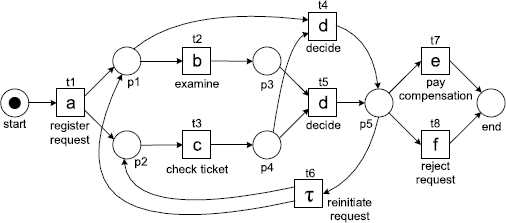 t4
d
decide
t1
a
register
request
start
p1
t2
b
examine
p3
t5
d
decide
t7
e
pay
compensation
p5
end
p2
t3
c
check ticket
p4
t8
f
reject
request
t6
τ
reinitiate
request